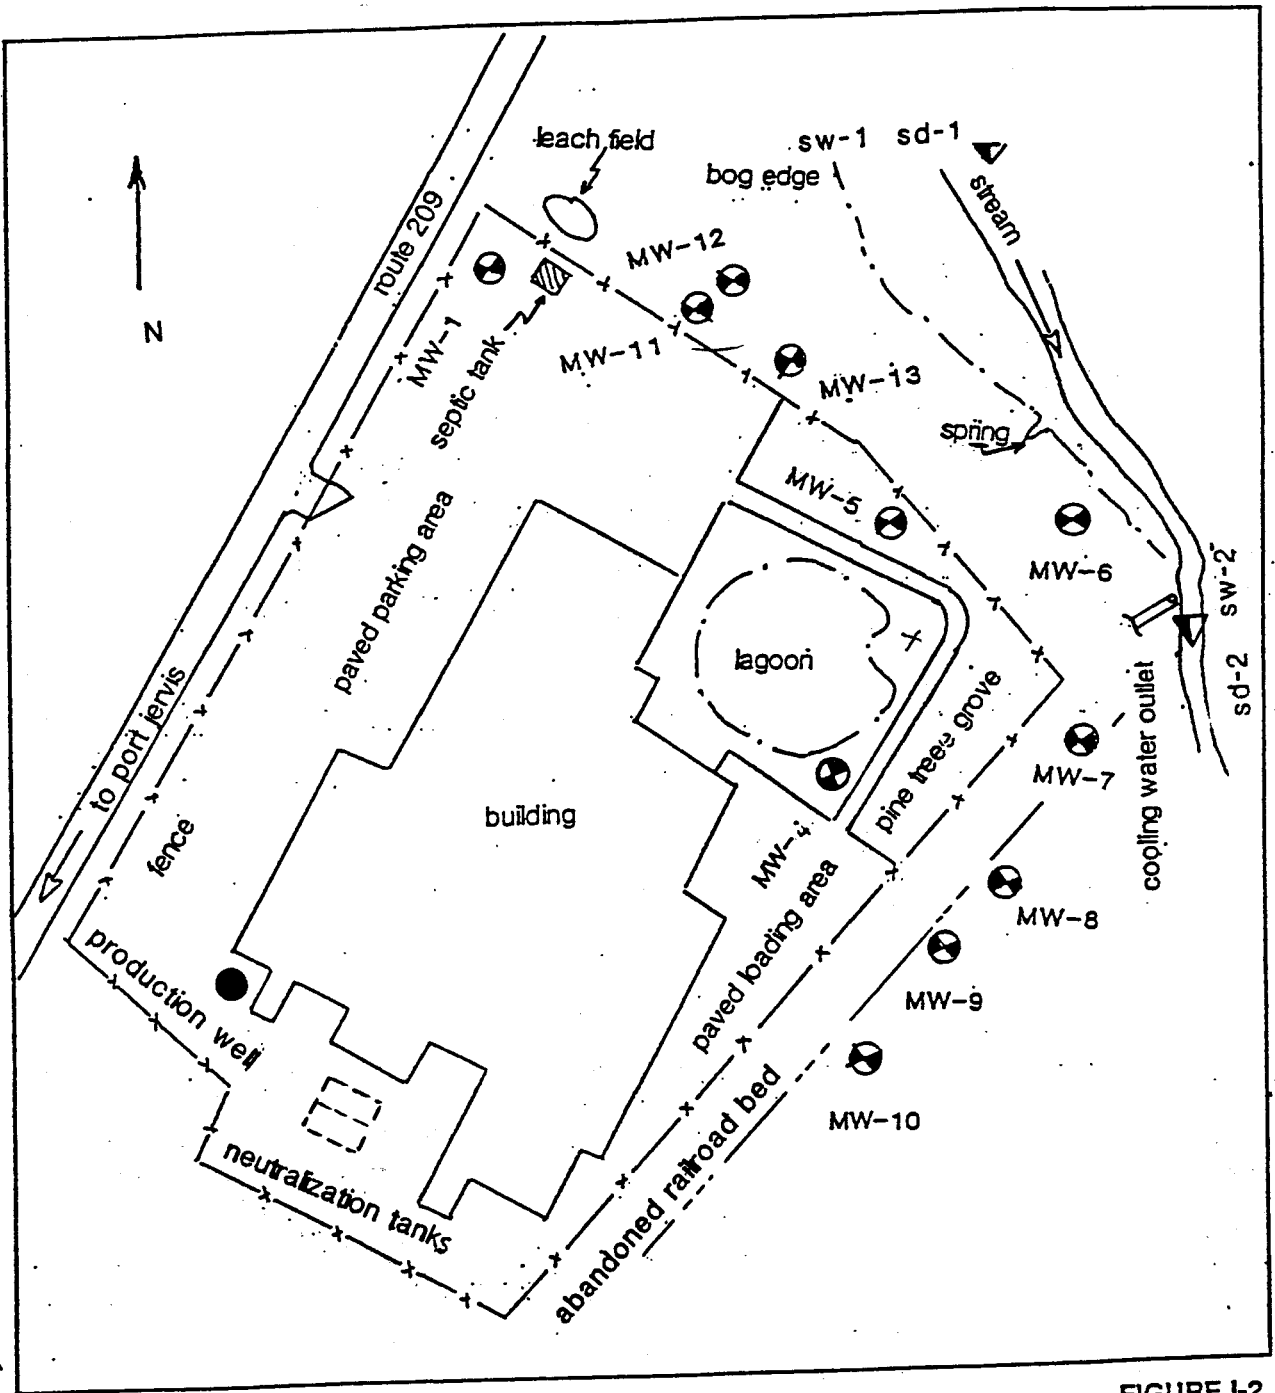 leach field
sw-1 sd-1
bog edge
stream
route 209
MW-12
N
MW-1
MW-11
septic tank
MW-13
spring
MW-5
paved parking area
MW-6
sw-2
lagoon
sd-2
to port jervis
pine treee grove
MW-7
cooling water outlet
building
fence
MW-4
paved loading area
MW-8
production well
MW-9
MW-10
abandoned railroad bed
neutralization tanks
FIGURE 1-2